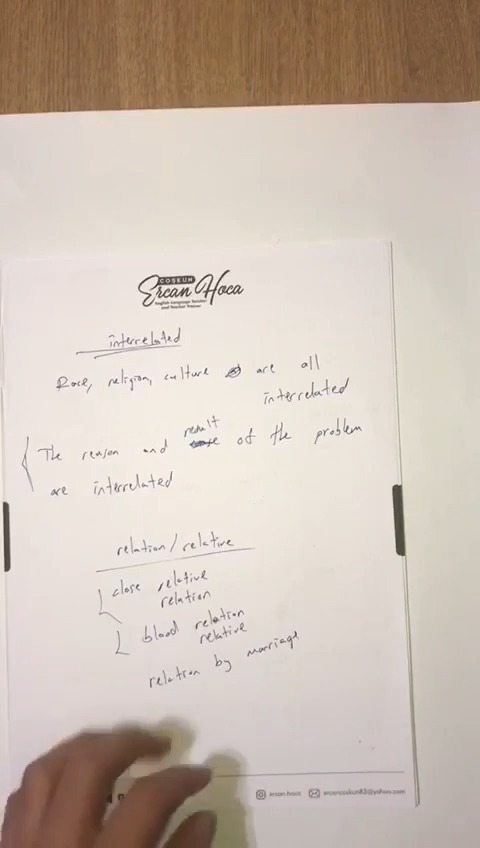 COSKUN
Ercan Hoca
English Language Teacher
and Teacher Trainer
interrelated
Race, religion, culture are all
interrelated
The reason and result of the problem
are interrelated
relation / relative
close relative
relation
blood relation
relative
relation by marriage
ercan.hoca ercancoskun83@yahoo.com